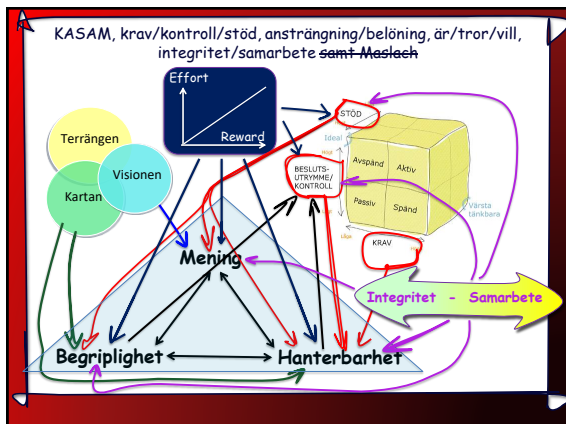 KASAM, krav/kontroll/stöd, ansträngning/belöning, är/tror/vill,
integritet/samarbete samt Maslach
Effort
Reward
STÖD
Ideal
Terrängen
Visionen
Kartan
BESLUTS-
UTRYMME/
KONTROLL
Avspänd
Aktiv
Passiv
Spänd
Värsta
tänkbara
Låga
KRAV
Mening
Integritet - Samarbete
Begriplighet
Hanterbarhet